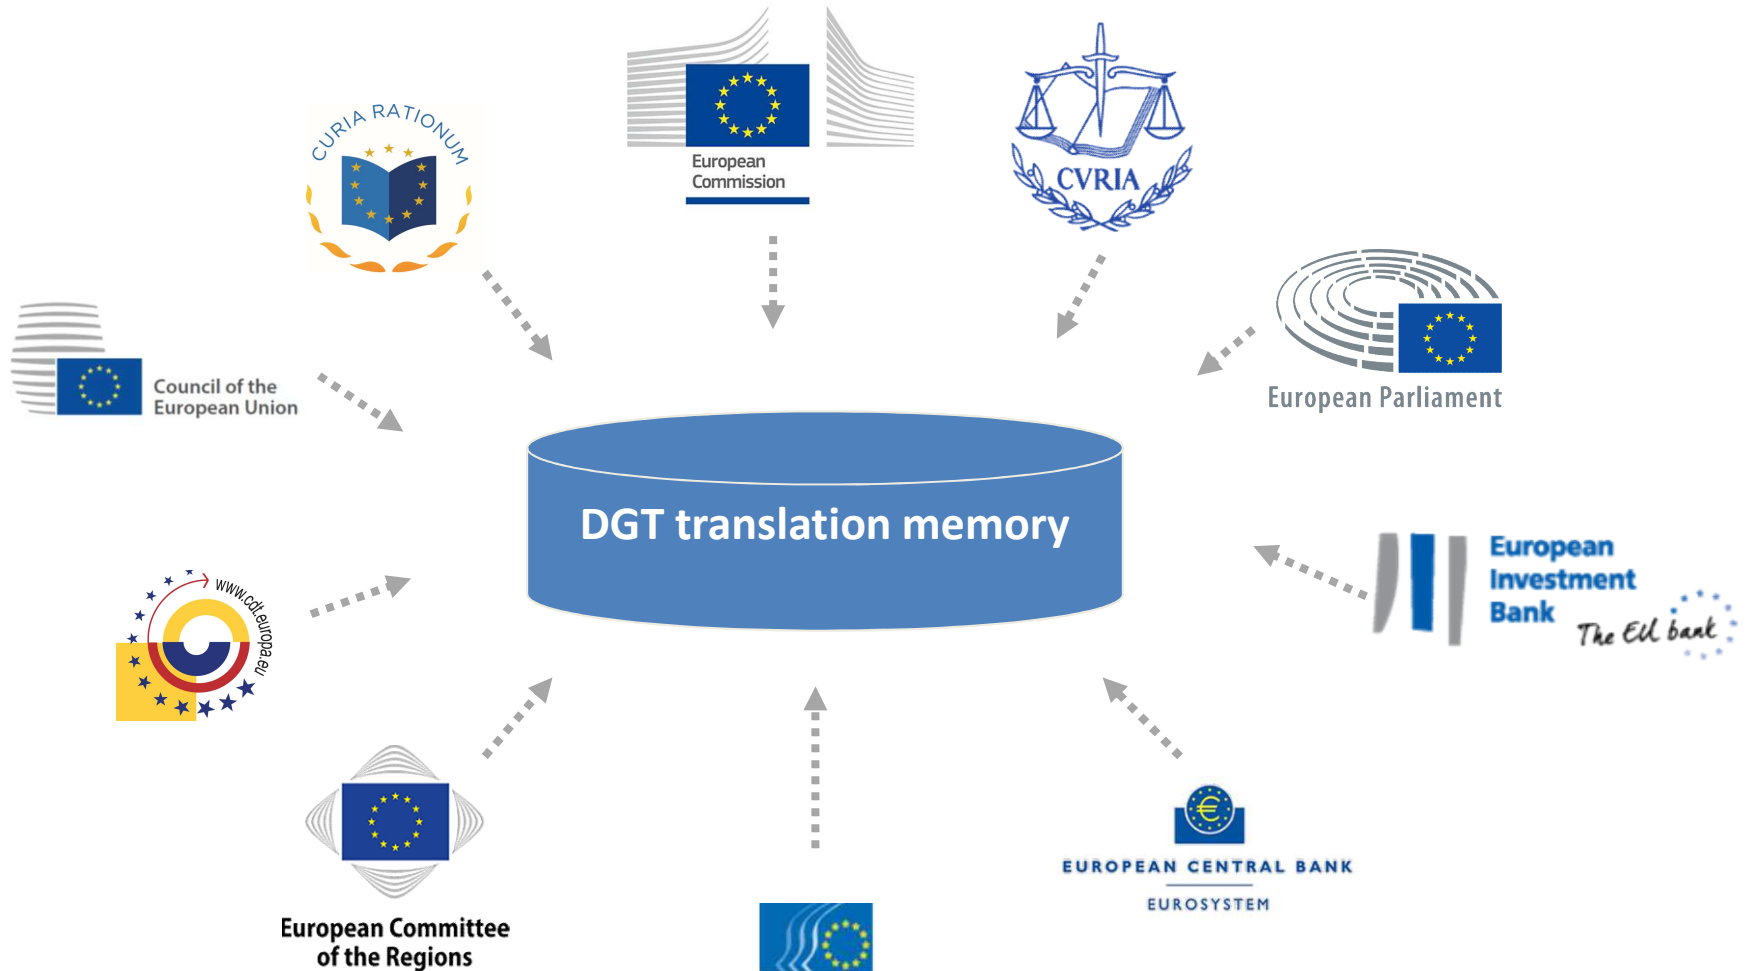 CURIA RATIONUM
European
Commission
CVRIA
European Parliament
Council of the
European Union
DGT translation memory
European
Investment
Bank
The EU bank
www.cdt.europa.eu
€
EUROPEAN CENTRAL BANK
EUROSYSTEM
European Committee
of the Regions